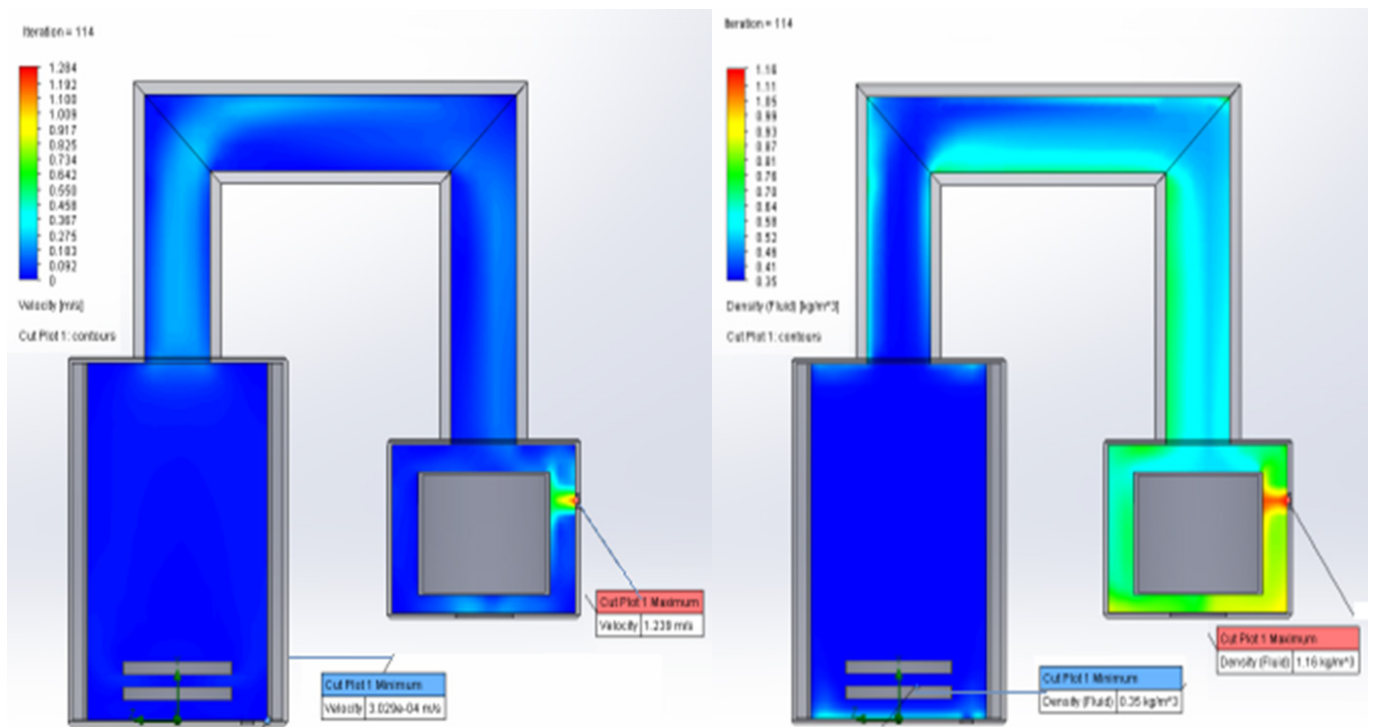 Iteration = 114
1.284
1.192
1.100
1.009
0.917
0.825
0.734
0.642
0.550
0.458
0.367
0.275
0.183
0.092
0
Velocity [m/s]
Cut Plot 1: contours
Cut Plot 1 Maximum
Velocity 1.239 m/s
Cut Plot 1 Minimum
Velocity 3.029e-04 m/s
Iteration = 114
1.16
1.11
1.05
0.99
0.93
0.87
0.81
0.76
0.70
0.64
0.58
0.52
0.46
0.41
0.35
Density (Fluid) [kg/m^3]
Cut Plot 1: contours
Cut Plot 1 Maximum
Density (Fluid) 1.16 kg/m^3
Cut Plot 1 Minimum
Density (Fluid) 0.35 kg/m^3